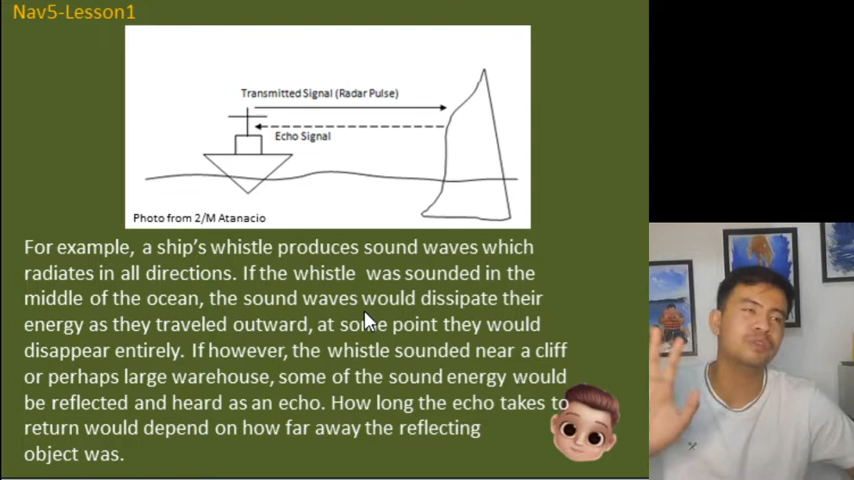 Nav5-Lesson1
Transmitted Signal (Radar Pulse)
Echo Signal
Photo from 2/M Atanacio
For example, a ship's whistle produces sound waves which
radiates in all directions. If the whistle was sounded in the
middle of the ocean, the sound waves would dissipate their
energy as they traveled outward, at some point they would
disappear entirely. If however, the whistle sounded near a cliff
or perhaps large warehouse, some of the sound energy would
be reflected and heard as an echo. How long the echo takes to
return would depend on how far away the reflecting
object was.